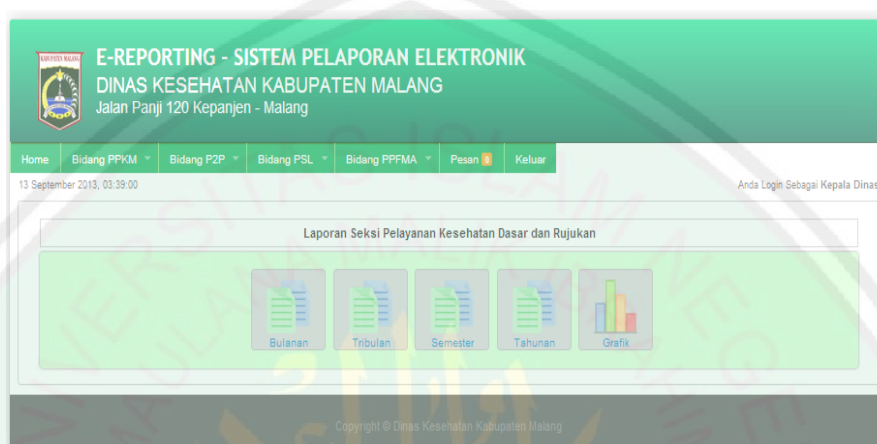 KABUPATEN MALANG
E-REPORTING - SISTEM PELAPORAN ELEKTRONIK
DINAS KESEHATAN KABUPATEN MALANG
Jalan Panji 120 Kepanjen - Malang
Home Bidang PPKM Bidang P2P Bidang PSL Bidang PPFMA Pesan 0 Keluar
13 September 2013, 03:39:00 Anda Login Sebagai Kepala Dinas
Laporan Seksi Pelayanan Kesehatan Dasar dan Rujukan
Bulanan Tribulan Semester Tahunan Grafik
Copyright © Dinas Kesehatan Kabupaten Malang